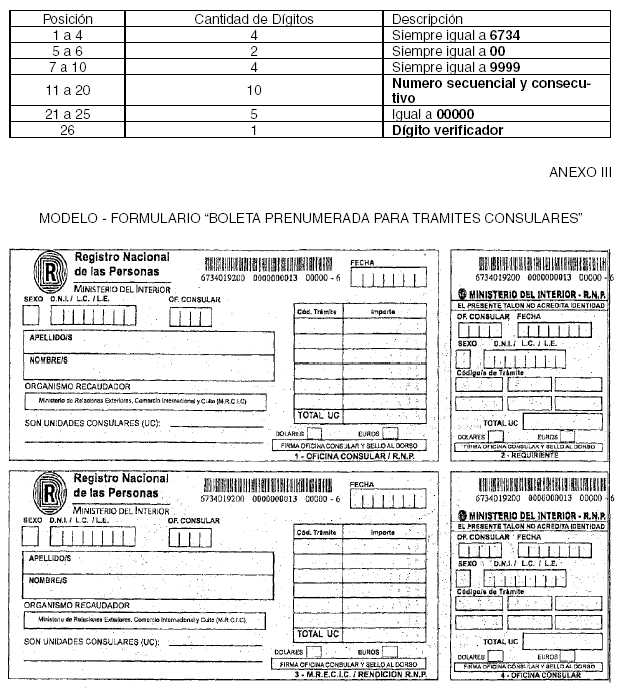 Posición Cantidad de Dígitos Descripción
1 a 4 4 Siempre igual a 6734
5 a 6 2 Siempre igual a 00
7 a 10 4 Siempre igual a 9999
11 a 20 10 Numero secuencial y consecu-
tivo
21 a 25 5 Igual a 00000
26 1 Dígito verificador
ANEXO III
MODELO - FORMULARIO “BOLETA PRENUMERADA PARA TRAMITES CONSULARES”
R
Registro Nacional
de las Personas
MINISTERIO DEL INTERIOR
6734019200 0000000013 00000 - 6
FECHA
SEXO D.N.I./ L.C. / L.E. OF. CONSULAR
APELLIDO/S
NOMBRE/S
ORGANISMO RECAUDADOR
Ministerio de Relaciones Exteriores, Comercio Internacional y Culto (M.R.C.I.C)
SON UNIDADES CONSULARES (UC):
Cód. Trámite Importe
TOTAL UC
DOLARES EUROS
FIRMA OFICINA CONSULAR Y SELLO AL DORSO
1 - OFICINA CONSULAR / R.N.P.
6734019200 0000000013 00000 - 6
MINISTERIO DEL INTERIOR - R.N.P.
EL PRESENTE TALON NO ACREDITA IDENTIDAD
OF. CONSULAR FECHA
SEXO D.N.I./ L.C. / L.E.
Código/s de Trámite
TOTAL UC
DOLARES EUROS
FIRMA OFICINA CONSULAR Y SELLO AL DORSO
2 - REQUIRIENTE
R
Registro Nacional
de las Personas
MINISTERIO DEL INTERIOR
6734019200 0000000013 00000 - 6
FECHA
SEXO D.N.I./ L.C. / L.E. OF. CONSULAR
APELLIDO/S
NOMBRE/S
ORGANISMO RECAUDADOR
Ministerio de Relaciones Exteriores, Comercio Internacional y Culto (M.R.C.I.C)
SON UNIDADES CONSULARES (UC):
Cód. Trámite Importe
TOTAL UC
DOLARES EUROS
FIRMA OFICINA CONSULAR Y SELLO AL DORSO
3 - M.R.E.C.I.C. / RENDICIÓN R.N.P.
6734019200 0000000013 00000 - 6
MINISTERIO DEL INTERIOR - R.N.P.
EL PRESENTE TALON NO ACREDITA IDENTIDAD
OF. CONSULAR FECHA
SEXO D.N.I./ L.C. / L.E.
Código/s de Trámite
TOTAL UC
DOLARES EUROS
FIRMA OFICINA CONSULAR Y SELLO AL DORSO
4 - OFICINA CONSULAR